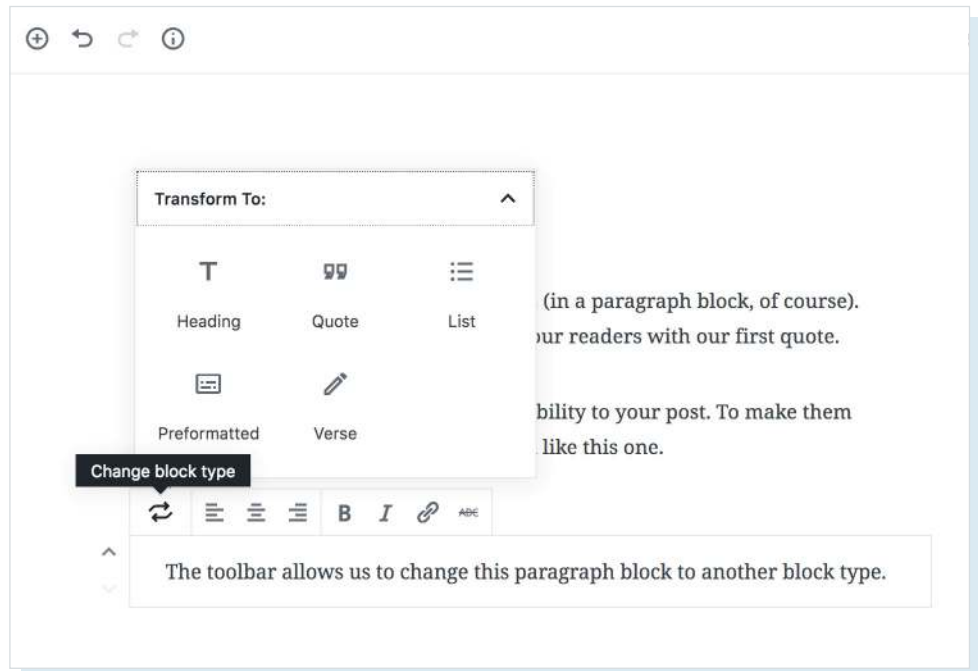 Transform To:
Heading Quote List
(in a paragraph block, of course).
our readers with our first quote.
Preformatted Verse
bility to your post. To make them
like this one.
Change block type
B I ABC
The toolbar allows us to change this paragraph block to another block type.